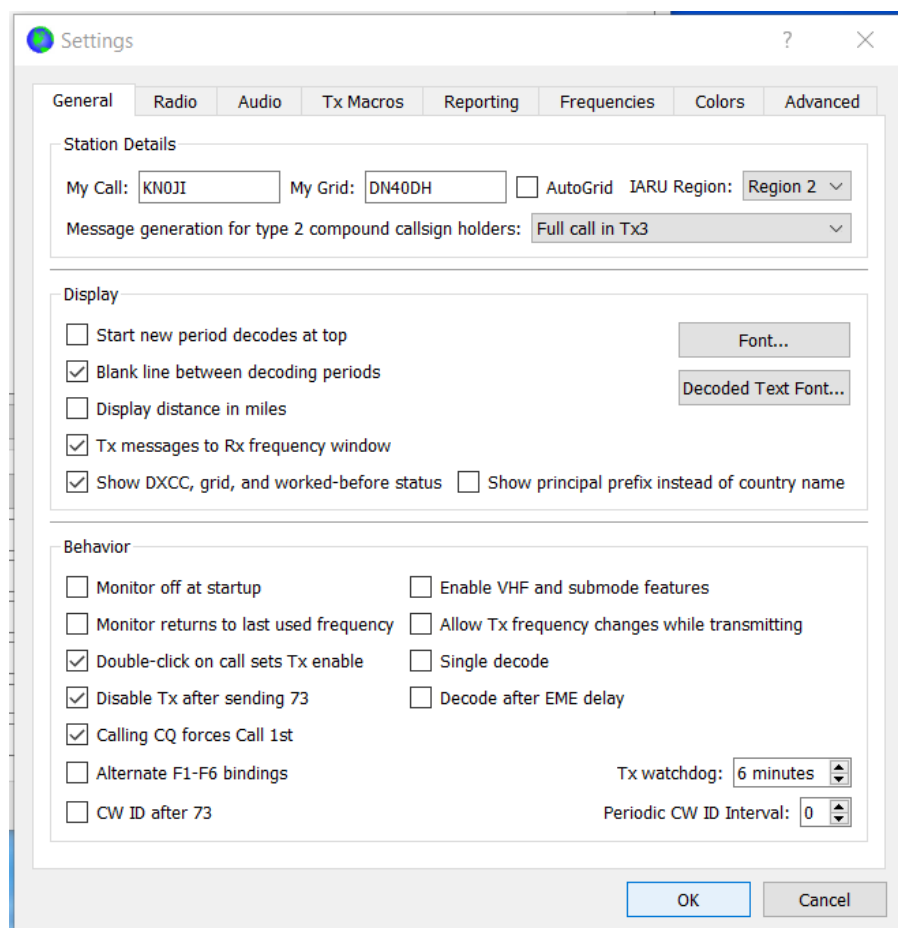 Settings
General Radio Audio Tx Macros Reporting Frequencies Colors Advanced
Station Details
My Call: KN0JI My Grid: DN40DH AutoGrid IARU Region: Region 2
Message generation for type 2 compound callsign holders: Full call in Tx3
Display
Start new period decodes at top Font...
Blank line between decoding periods Decoded Text Font...
Display distance in miles
Tx messages to Rx frequency window
Show DXCC, grid, and worked-before status Show principal prefix instead of country name
Behavior
Monitor off at startup Enable VHF and submode features
Monitor returns to last used frequency Allow Tx frequency changes while transmitting
Double-click on call sets Tx enable Single decode
Disable Tx after sending 73 Decode after EME delay
Calling CQ forces Call 1st
Alternate F1-F6 bindings Tx watchdog: 6 minutes
CW ID after 73 Periodic CW ID Interval: 0
OK Cancel